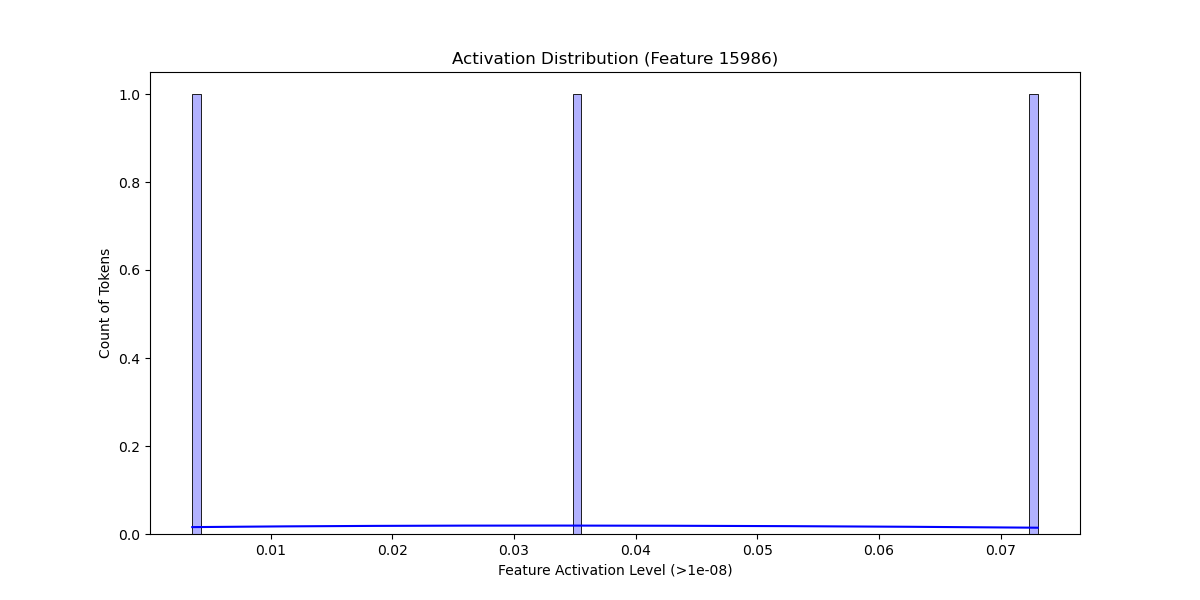 Activation Distribution (Feature 15986)
1.0
0.8
0.6
0.4
0.2
0.0
Count of Tokens
0.01 0.02 0.03 0.04 0.05 0.06 0.07
Feature Activation Level (>1e-08)